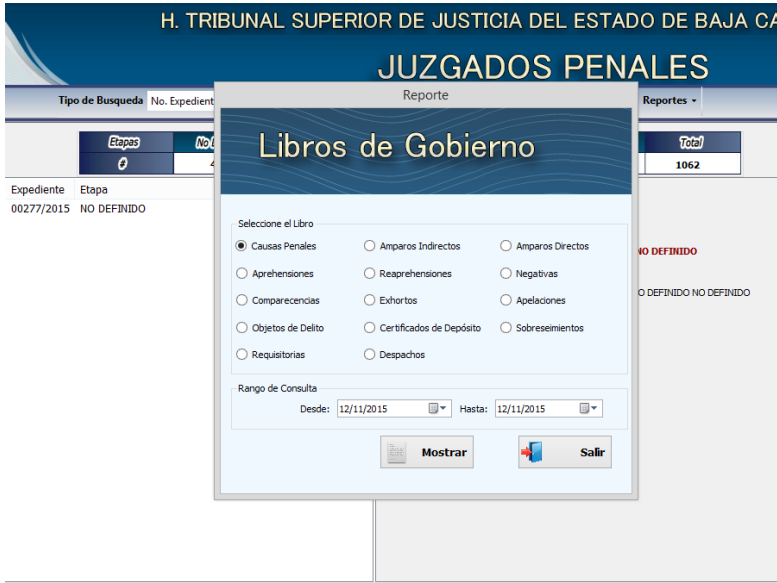 H. TRIBUNAL SUPERIOR DE JUSTICIA DEL ESTADO DE BAJA
JUZGADOS PENALES
Tipo de Busqueda No. Expedient
Reportes
Etapas
Total
#
1062
Expediente Etapa
00277/2015 NO DEFINIDO
NO DEFINIDO
DEFINIDO NO DEFINIDO
Reporte
Libros de Gobierno
Seleccione el Libro
Causas Penales Amparos Indirectos Amparos Directos
Aprehensiones Reaprehensiones Negativas
Comparecencias Exhortos Apelaciones
Objetos de Delito Certificados de Depósito Sobreseimientos
Requisitorias Despachos
Rango de Consulta
Desde: 12/11/2015 Hasta: 12/11/2015
Mostrar Salir